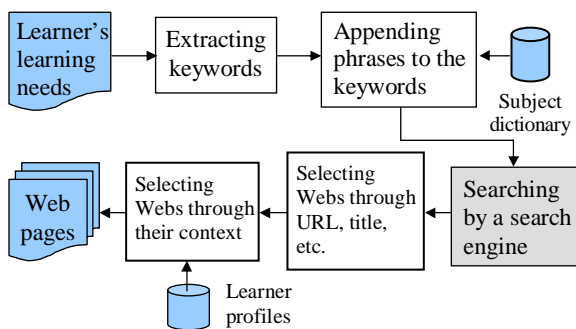 Learner's
learning
needs
Extracting
keywords
Appending
phrases to the
keywords
Subject
dictionary
Web
pages
Selecting
Webs through
their context
Selecting
Webs through
URL, title,
etc.
Searching
by a search
engine
Learner
profiles